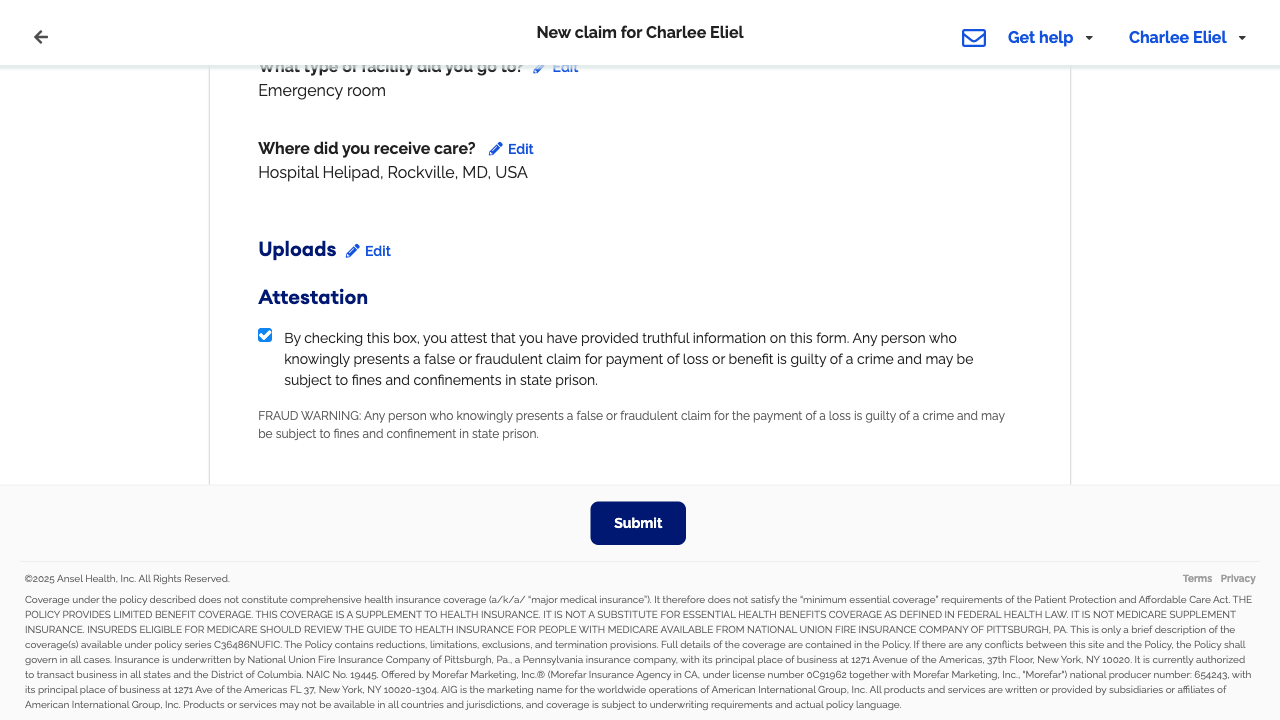 New claim for Charlee Eliel
Get help
Charlee Eliel
What type of facility did you go to? Edit
Emergency room
Where did you receive care? Edit
Hospital Helipad, Rockville, MD, USA
Uploads Edit
Attestation
By checking this box, you attest that you have provided truthful information on this form. Any person who
knowingly presents a false or fraudulent claim for payment of loss or benefit is guilty of a crime and may be
subject to fines and confinements in state prison.
FRAUD WARNING: Any person who knowingly presents a false or fraudulent claim for the payment of a loss is guilty of a crime and may
be subject to fines and confinement in state prison.
Submit
©2025 Ansel Health, Inc. All Rights Reserved.
Terms Privacy
Coverage under the policy described does not constitute comprehensive health insurance coverage (a/k/a/ “major medical insurance”). It therefore does not satisfy the “minimum essential coverage” requirements of the Patient Protection and Affordable Care Act. THE
POLICY PROVIDES LIMITED BENEFIT COVERAGE. THIS COVERAGE IS A SUPPLEMENT TO HEALTH INSURANCE. IT IS NOT A SUBSTITUTE FOR ESSENTIAL HEALTH BENEFITS COVERAGE AS DEFINED IN FEDERAL HEALTH LAW. IT IS NOT MEDICARE SUPPLEMENT
INSURANCE. INSUREDS ELIGIBLE FOR MEDICARE SHOULD REVIEW THE GUIDE TO HEALTH INSURANCE FOR PEOPLE WITH MEDICARE AVAILABLE FROM NATIONAL UNION FIRE INSURANCE COMPANY OF PITTSBURGH, PA. This is only a brief description of the
coverage(s) available under policy series C36486NUFIC. The Policy contains reductions, limitations, exclusions, and termination provisions. Full details of the coverage are contained in the Policy. If there are any conflicts between this site and the Policy, the Policy shall
govern in all cases. Insurance is underwritten by National Union Fire Insurance Company of Pittsburgh, Pa., a Pennsylvania insurance company, with its principal place of business at 1271 Avenue of the Americas, 37th Floor, New York, NY 10020. It is currently authorized
to transact business in all states and the District of Columbia. NAIC No. 19445. Offered by Morefar Marketing, Inc.® (Morefar Insurance Agency in CA, under license number 0C91962 together with Morefar Marketing, Inc., "Morefar") national producer number: 654243, with
its principal place of business at 1271 Ave of the Americas FL 37, New York, NY 10020-1304. AIG is the marketing name for the worldwide operations of American International Group, Inc. All products and services are written or provided by subsidiaries or affiliates of
American International Group, Inc. Products or services may not be available in all countries and jurisdictions, and coverage is subject to underwriting requirements and actual policy language.